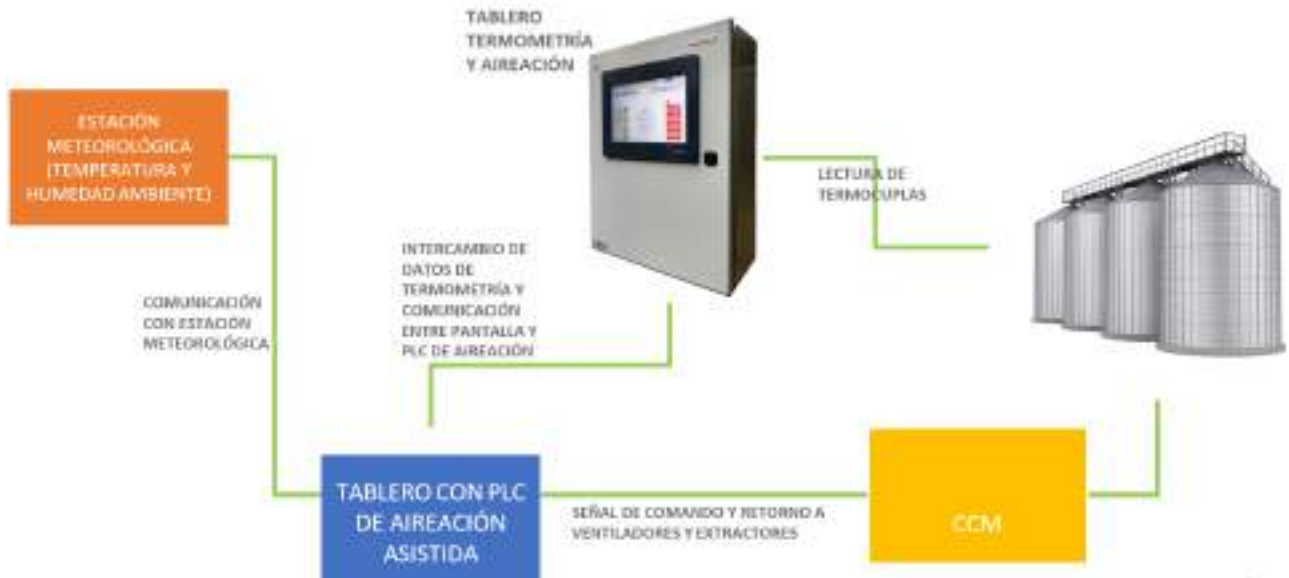 TABLERO
TERMOMETRÍA
Y AIREACIÓN
ESTACIÓN
METEOROLÓGICA
(TEMPERATURA Y
HUMEDAD AMBIENTE)
LECTURA DE
TERMOCUPLAS
INTERCAMBIO DE
DATOS DE
TERMOMETRÍA Y
COMUNICACIÓN
ENTRE PANTALLA Y
PLC DE AIREACIÓN
COMUNICACIÓN
CON ESTACIÓN
METEOROLÓGICA
TABLERO CON PLC
DE AIREACIÓN
ASISTIDA
SEÑAL DE COMANDO Y RETORNO A
VENTILADORES Y EXTRACTORES
CCM